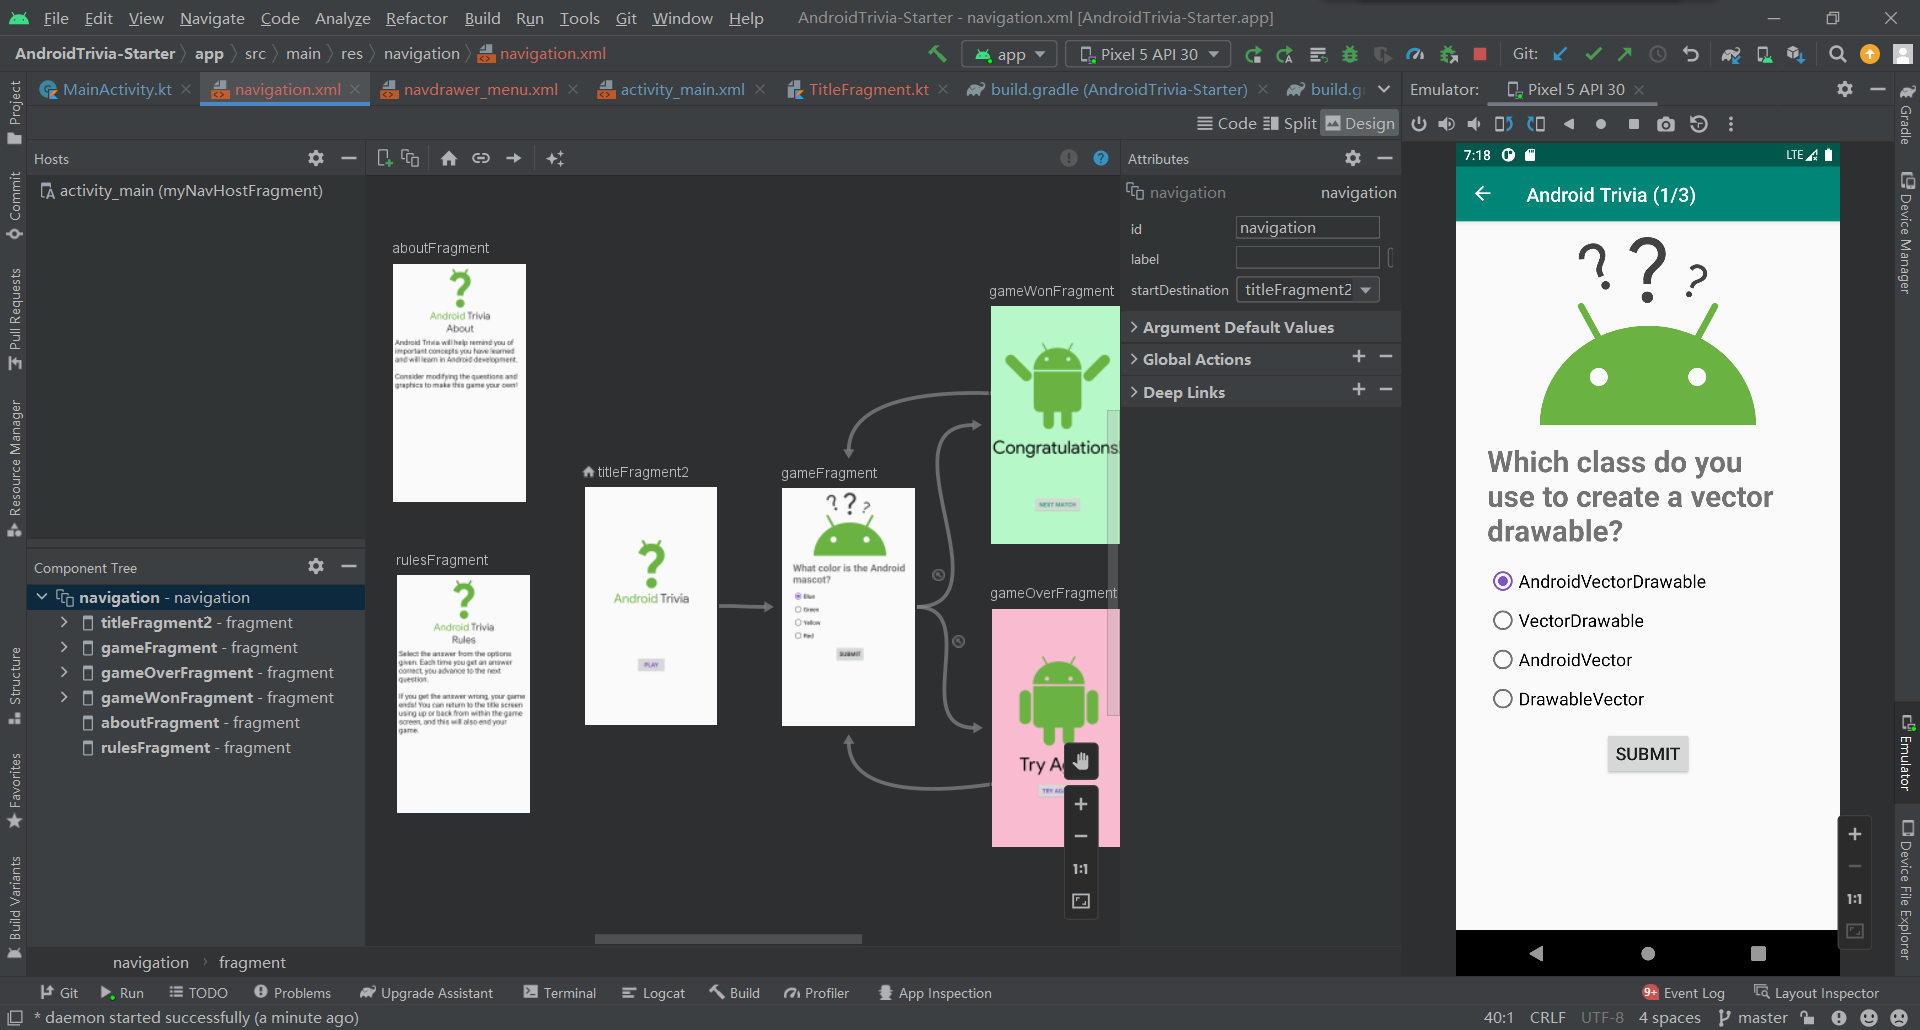 File Edit View Navigate Code Analyze Refactor Build Run Tools Git Window Help AndroidTrivia-Starter - navigation.xml [AndroidTrivia-Starter.app]
AndroidTrivia-Starter app src main res navigation navigation.xml app Pixel 5 API 30 Git:
MainActivity.kt navigation.xml navdrawer_menu.xml activity_main.xml TitleFragment.kt build.gradle (AndroidTrivia-Starter) build.g
Emulator: Pixel 5 API 30
Code Split Design
Project
Commit
Pull Requests
Resource Manager
Structure
Favorites
Build Variants
Hosts
activity_main (myNavHostFragment)
Component Tree
navigation - navigation
titleFragment2 - fragment
gameFragment - fragment
gameOverFragment - fragment
gameWonFragment - fragment
aboutFragment - fragment
rulesFragment - fragment
aboutFragment
Android Trivia
About
Android Trivia will help remind you of
important concepts you have learned
and will learn in Android development.
Consider modifying the questions and
graphics to make this game your own!
rulesFragment
Android Trivia
Rules
Select the answer from the options
given. Each time you get an answer
correct, you advance to the next
question.
If you get the answer wrong, your game
ends! You can return to the title screen
using up or back from within the game
screen, and this will also end your
game.
titleFragment2
Android Trivia
PLAY
gameFragment
???
What color is the Android
mascot?
Blue
Green
Yellow
Red
SUBMIT
gameWonFragment
Congratulations!
NEXT MATCH
gameOverFragment
Try A
TRY AGA
1:1
Attributes
navigation navigation
id navigation
label
startDestination titleFragment2
Argument Default Values
Global Actions
Deep Links
7:18 LTE
Android Trivia (1/3)
???
Which class do you
use to create a vector
drawable?
AndroidVectorDrawable
VectorDrawable
AndroidVector
DrawableVector
SUBMIT
1:1
Gradle
Device Manager
Emulator
Device File Explorer
navigation fragment
Git Run TODO Problems Upgrade Assistant Terminal Logcat Build Profiler App Inspection 9+ Event Log Layout Inspector
* daemon started successfully (a minute ago) 40:1 CRLF UTF-8 4 spaces master